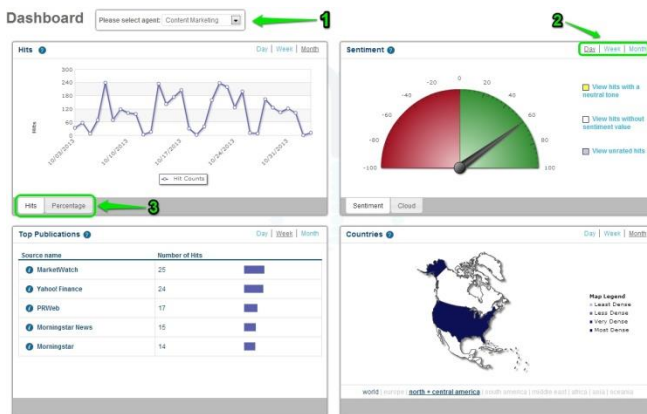 Dashboard
Please select agent: Content Marketing
1
2
Hits
Day | Week | Month
300
240
180
120
60
0
Hits
10/03/2013
10/10/2013
10/17/2013
10/24/2013
10/31/2013
Hit Counts
Hits
Percentage
3
Sentiment
Day | Week | Month
-100
-80
-60
-40
-20
0
20
40
60
80
100
View hits with a
neutral tone
View hits without
sentiment value
View unrated hits
Sentiment
Cloud
Top Publications
Day | Week | Month
Source name Number of Hits
MarketWatch 25
Yahoo! Finance 24
PRWeb 17
Morningstar News 15
Morningstar 14
Countries
Day | Week | Month
Map Legend
Least Dense
Less Dense
Very Dense
Most Dense
world | europe | north + central america | south america | middle east | africa | asia | oceania